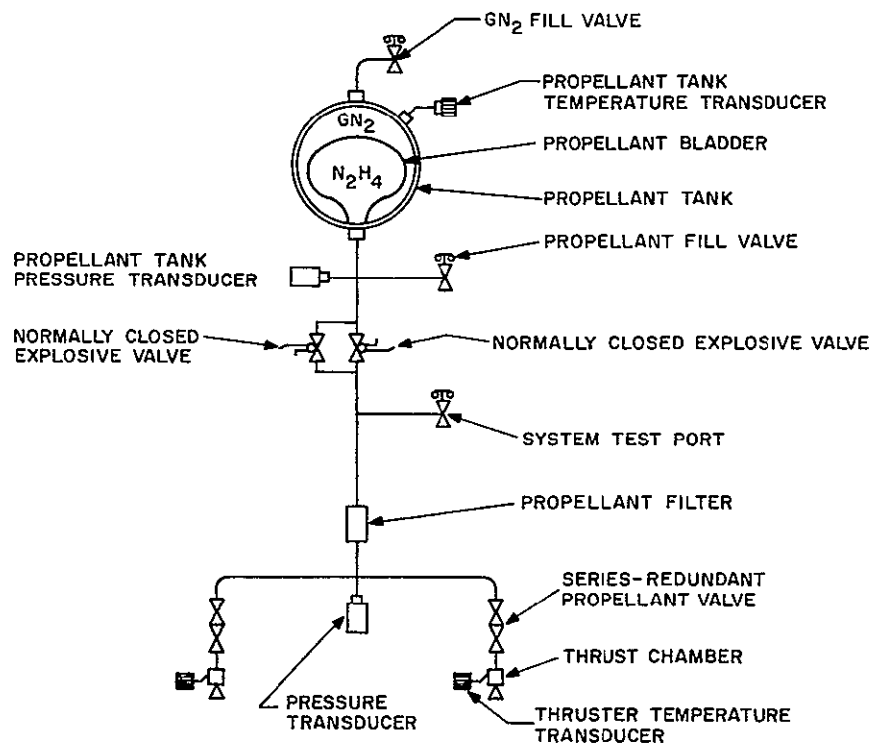 GN2 FILL VALVE
PROPELLANT TANK
TEMPERATURE TRANSDUCER
GN2
PROPELLANT BLADDER
N2H4
PROPELLANT TANK
PROPELLANT FILL VALVE
PROPELLANT TANK
PRESSURE TRANSDUCER
NORMALLY CLOSED
EXPLOSIVE VALVE
NORMALLY CLOSED EXPLOSIVE VALVE
SYSTEM TEST PORT
PROPELLANT FILTER
SERIES-REDUNDANT
PROPELLANT VALVE
THRUST CHAMBER
PRESSURE
TRANSDUCER
THRUSTER TEMPERATURE
TRANSDUCER